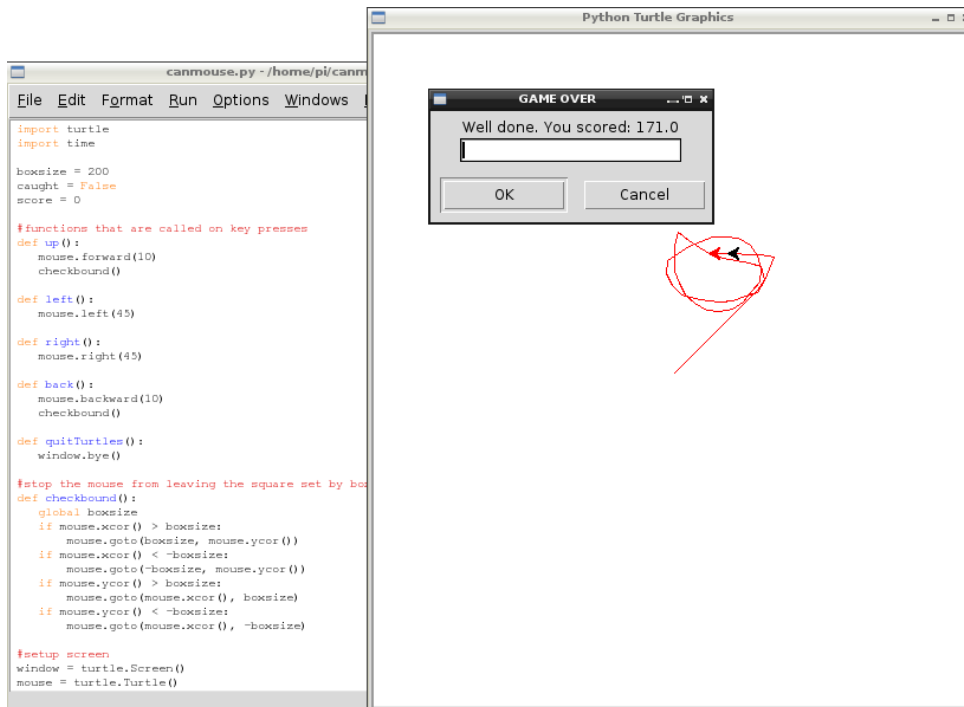 Python Turtle Graphics
canmouse.py - /home/pi/canm
File Edit Format Run Options Windows
import turtle
import time
boxsize = 200
caught = False
score = 0
#functions that are called on key presses
def up():
mouse.forward(10)
checkbound()
def left():
mouse.left(45)
def right():
mouse.right(45)
def back():
mouse.backward(10)
checkbound()
def quitTurtles():
window.bye()
#stop the mouse from leaving the square set by box
def checkbound():
global boxsize
if mouse.xcor() > boxsize:
mouse.goto(boxsize, mouse.ycor())
if mouse.xcor() < -boxsize:
mouse.goto(-boxsize, mouse.ycor())
if mouse.ycor() > boxsize:
mouse.goto(mouse.xcor(), boxsize)
if mouse.ycor() < -boxsize:
mouse.goto(mouse.xcor(), -boxsize)
#setup screen
window = turtle.Screen()
mouse = turtle.Turtle()
GAME OVER
Well done. You scored: 171.0
OK Cancel